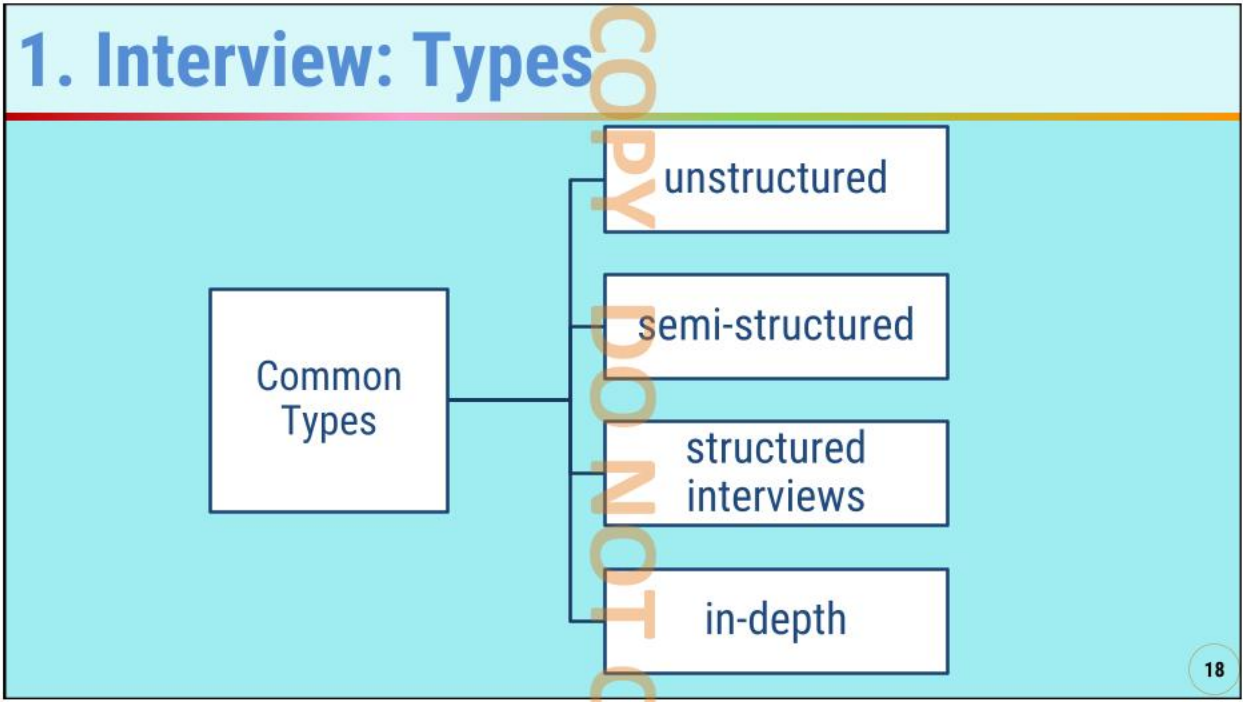 1. Interview: Types
Common
Types
unstructured
semi-structured
structured
interviews
in-depth
18
COPY DO NOT C